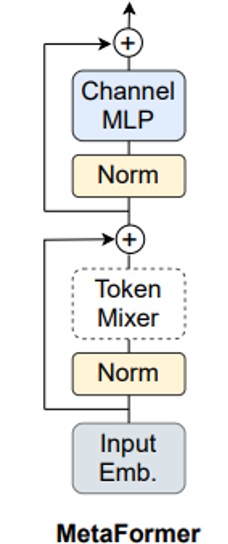 +
Channel
MLP
Norm
+
Token
Mixer
Norm
Input
Emb.
MetaFormer